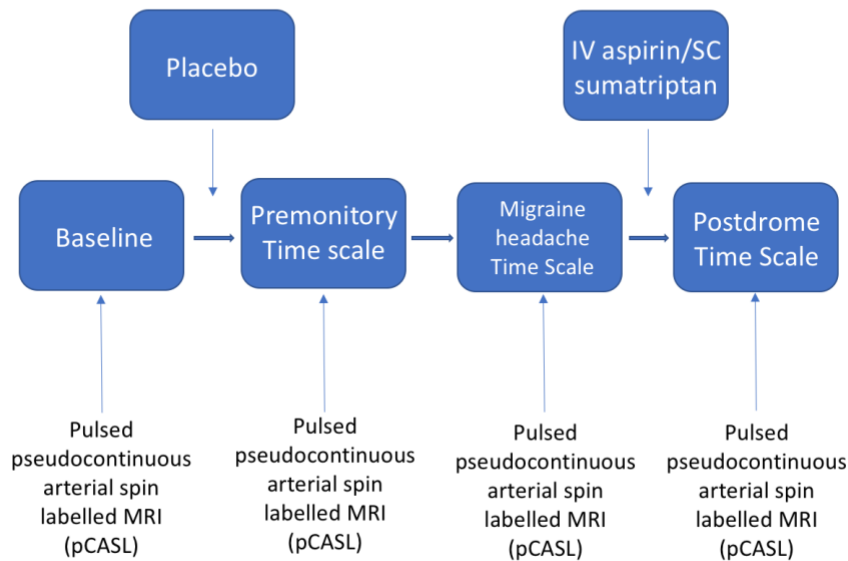 Placebo
IV aspirin/SC
sumatriptan
Baseline
Premonitory
Time scale
Migraine
headache
Time Scale
Postdrome
Time Scale
Pulsed
pseudocontinuous
arterial spin
labelled MRI
(pCASL)
Pulsed
pseudocontinuous
arterial spin
labelled MRI
(pCASL)
Pulsed
pseudocontinuous
arterial spin
labelled MRI
(pCASL)
Pulsed
pseudocontinuous
arterial spin
labelled MRI
(pCASL)